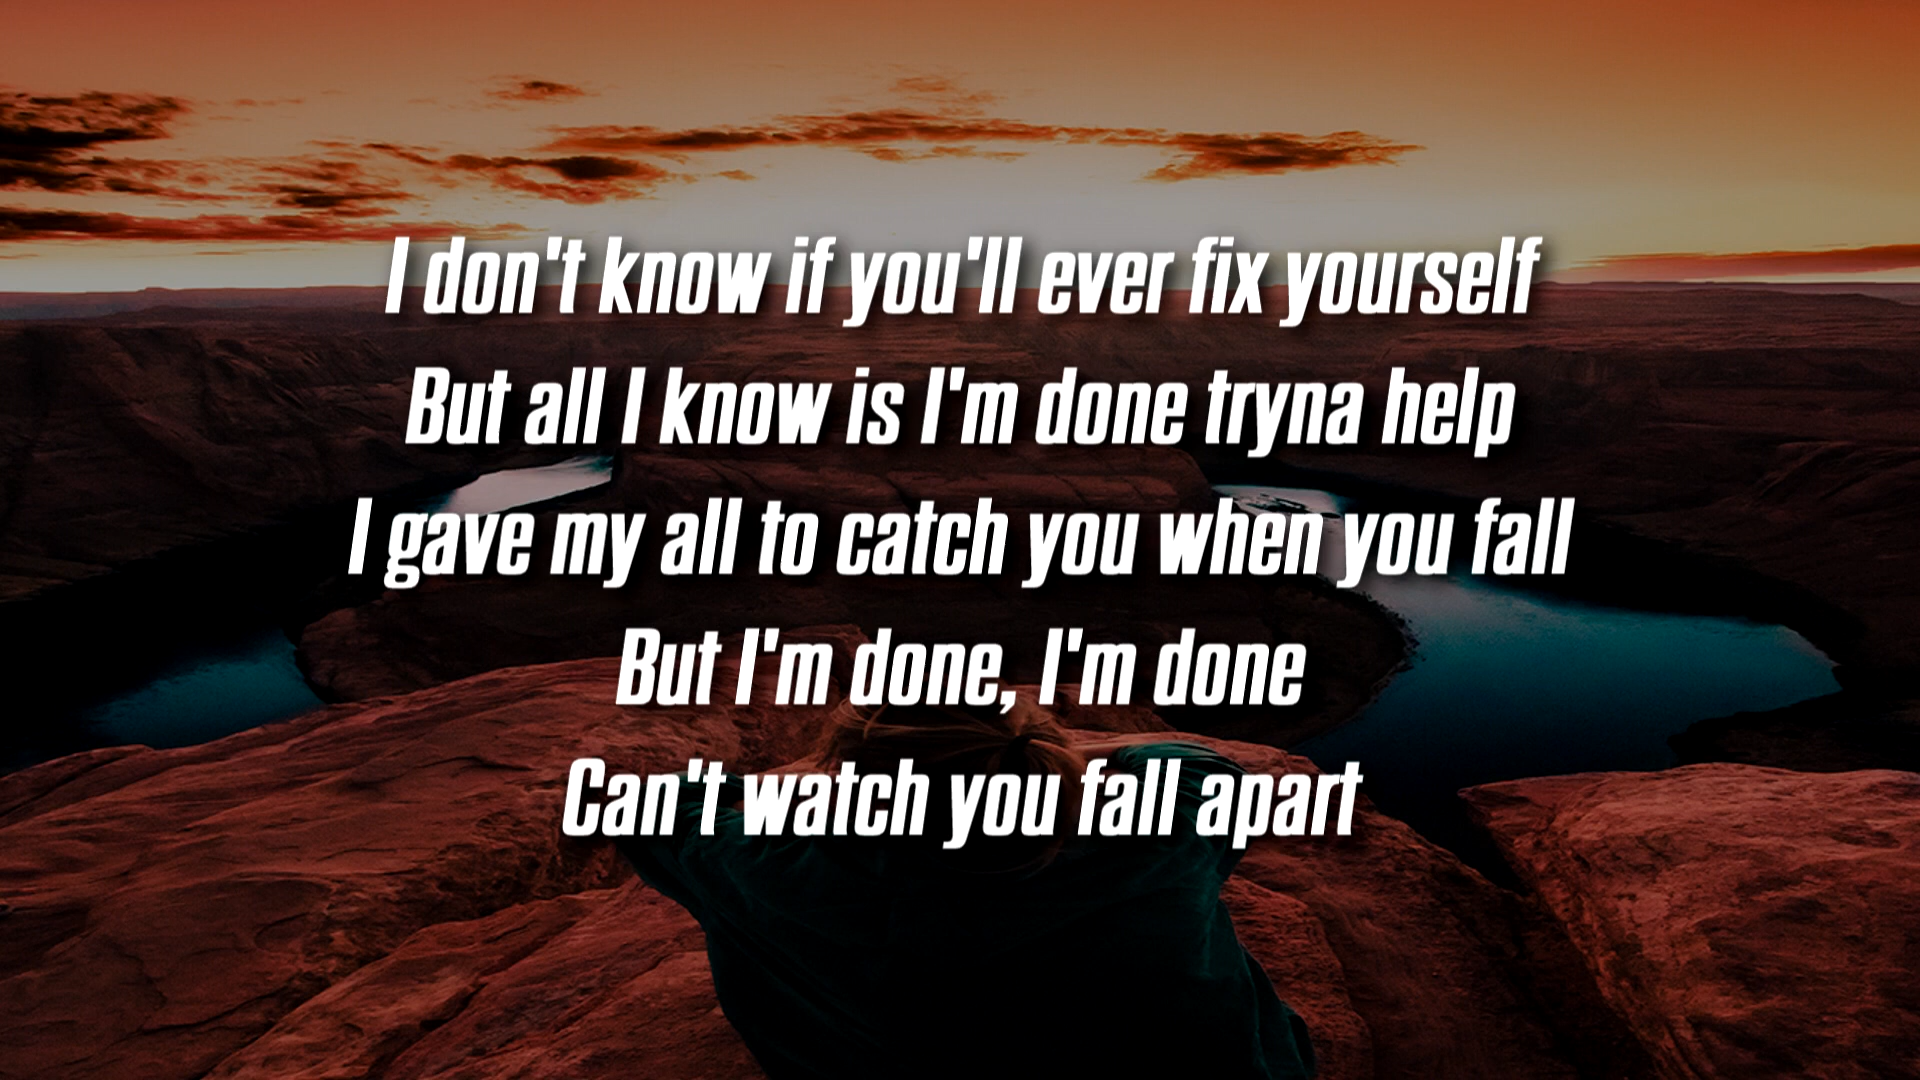 I don't know if you'll ever fix yourself
But all I know is I'm done tryna help
I gave my all to catch you when you fall
But I'm done, I'm done
Can't watch you fall apart